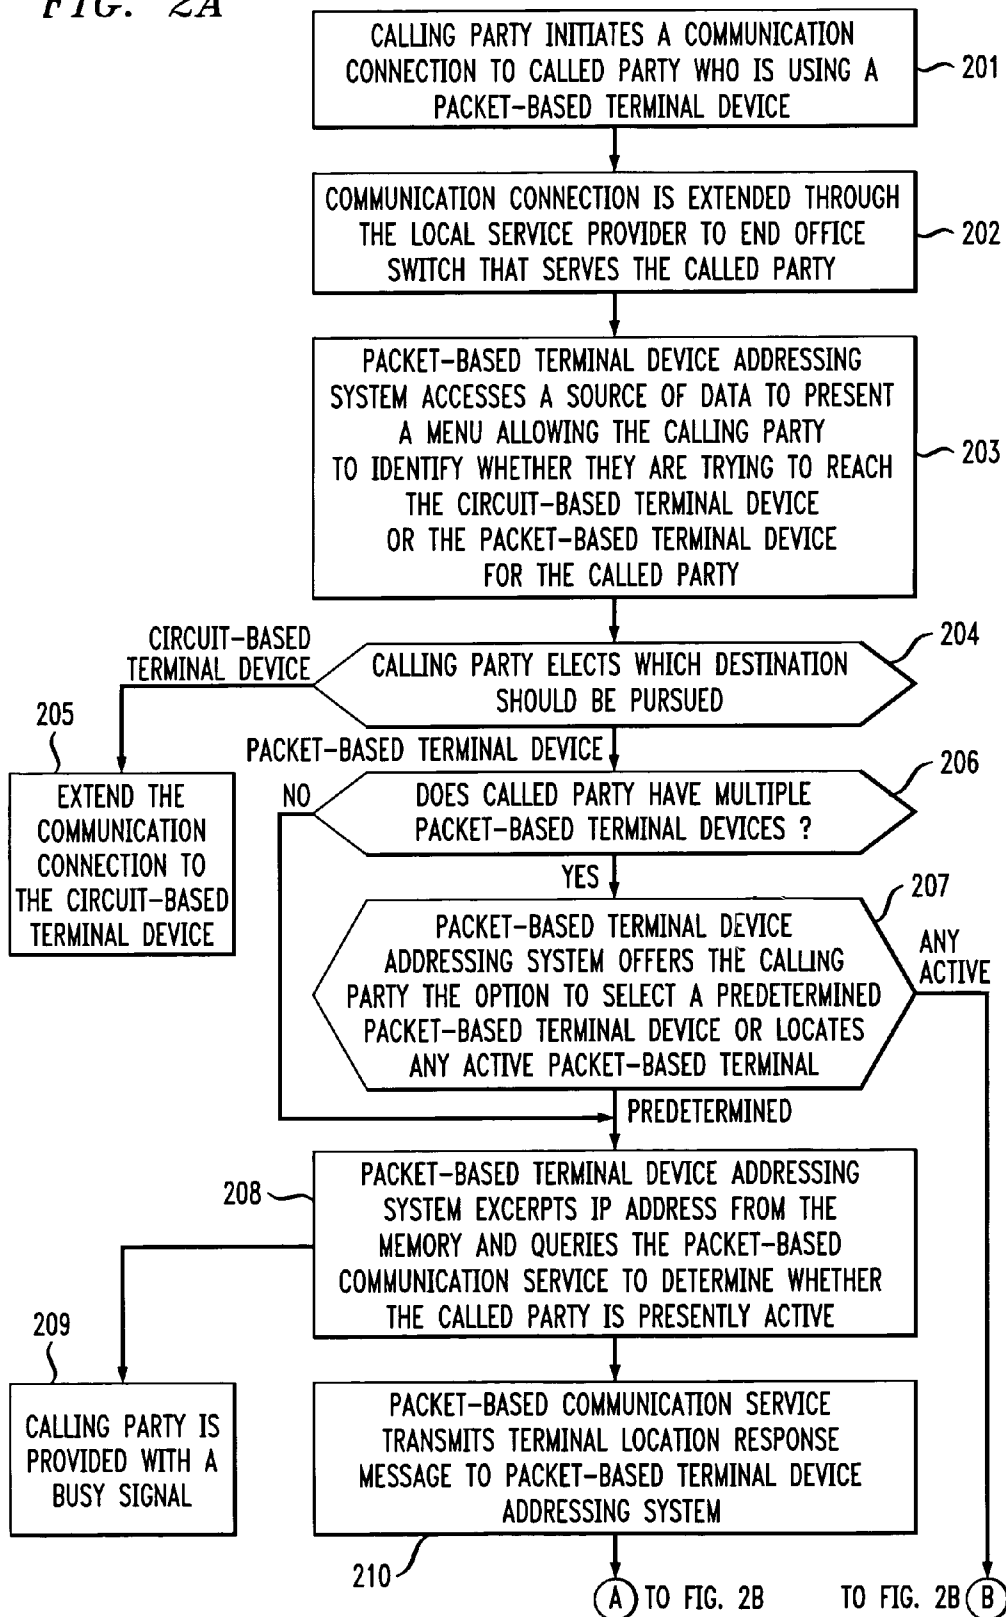 FIG. 2A
CALLING PARTY INITIATES A COMMUNICATION
CONNECTION TO CALLED PARTY WHO IS USING A
PACKET-BASED TERMINAL DEVICE
201
COMMUNICATION CONNECTION IS EXTENDED THROUGH
THE LOCAL SERVICE PROVIDER TO END OFFICE
SWITCH THAT SERVES THE CALLED PARTY
202
PACKET-BASED TERMINAL DEVICE ADDRESSING
SYSTEM ACCESSES A SOURCE OF DATA TO PRESENT
A MENU ALLOWING THE CALLING PARTY
TO IDENTIFY WHETHER THEY ARE TRYING TO REACH
THE CIRCUIT-BASED TERMINAL DEVICE
OR THE PACKET-BASED TERMINAL DEVICE
FOR THE CALLED PARTY
203
CIRCUIT-BASED
TERMINAL DEVICE
CALLING PARTY ELECTS WHICH DESTINATION
SHOULD BE PURSUED
204
205
EXTEND THE
COMMUNICATION
CONNECTION TO
THE CIRCUIT-BASED
TERMINAL DEVICE
PACKET-BASED TERMINAL DEVICE
NO
DOES CALLED PARTY HAVE MULTIPLE
PACKET-BASED TERMINAL DEVICES ?
206
YES
207
PACKET-BASED TERMINAL DEVICE
ADDRESSING SYSTEM OFFERS THE CALLING
PARTY THE OPTION TO SELECT A PREDETERMINED
PACKET-BASED TERMINAL DEVICE OR LOCATES
ANY ACTIVE PACKET-BASED TERMINAL
ANY
ACTIVE
PREDETERMINED
208
PACKET-BASED TERMINAL DEVICE ADDRESSING
SYSTEM EXCERPTS IP ADDRESS FROM THE
MEMORY AND QUERIES THE PACKET-BASED
COMMUNICATION SERVICE TO DETERMINE WHETHER
THE CALLED PARTY IS PRESENTLY ACTIVE
209
CALLING PARTY IS
PROVIDED WITH A
BUSY SIGNAL
PACKET-BASED COMMUNICATION SERVICE
TRANSMITS TERMINAL LOCATION RESPONSE
MESSAGE TO PACKET-BASED TERMINAL DEVICE
ADDRESSING SYSTEM
210
A TO FIG. 2B
TO FIG. 2B B